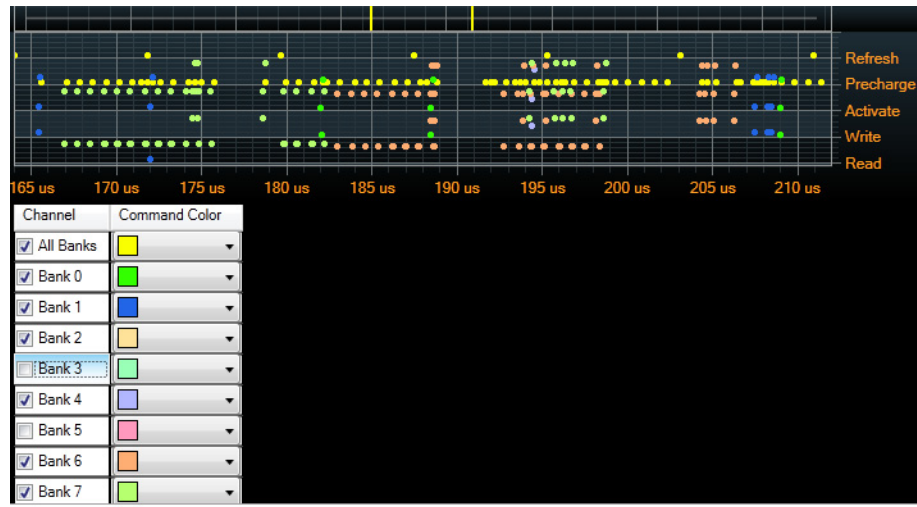 Refresh
Precharge
Activate
Write
Read
165 us 170 us 175 us 180 us 185 us 190 us 195 us 200 us 205 us 210 us
Channel Command Color
All Banks
Bank 0
Bank 1
Bank 2
Bank 3
Bank 4
Bank 5
Bank 6
Bank 7